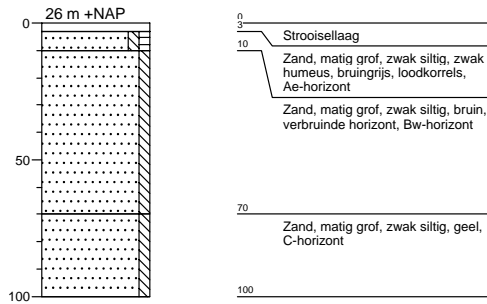 26 m +NAP
0
50
100
0
3
Strooisellaag
10
Zand, matig grof, zwak siltig, zwak
humeus, bruingrijs, loodkorrels,
Ae-horizont
Zand, matig grof, zwak siltig, bruin,
verbruinde horizont, Bw-horizont
70
Zand, matig grof, zwak siltig, geel,
C-horizont
100